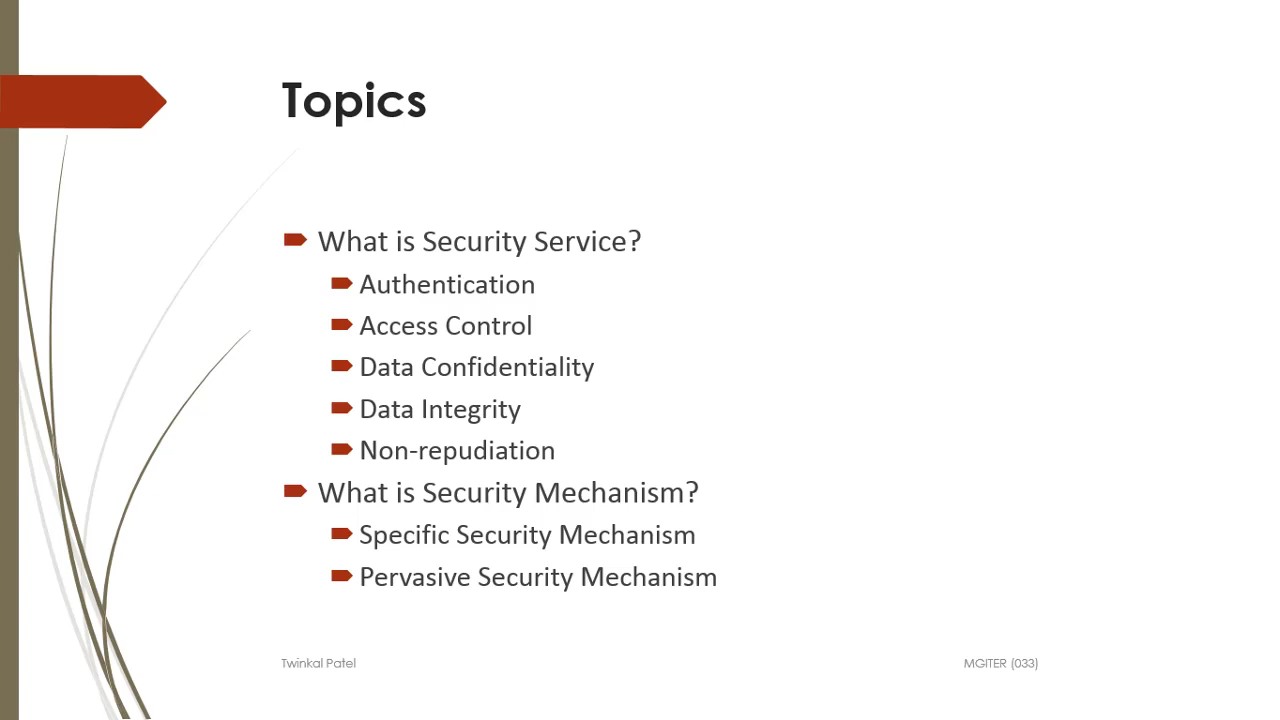 Topics
What is Security Service?
Authentication
Access Control
Data Confidentiality
Data Integrity
Non-repudiation
What is Security Mechanism?
Specific Security Mechanism
Pervasive Security Mechanism
Twinkal Patel
MGITER (033)